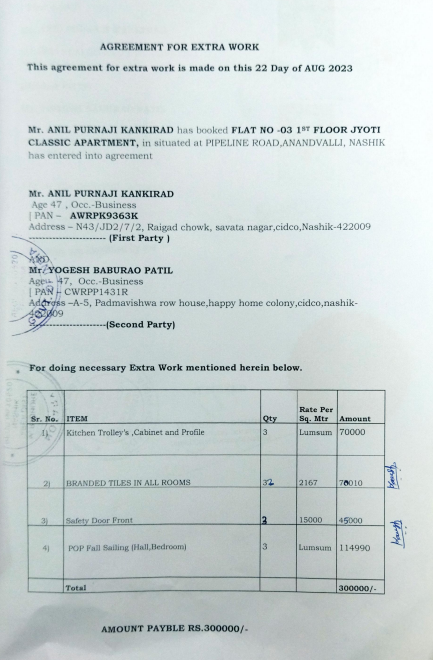 AGREEMENT FOR EXTRA WORK
This agreement for extra work is made on this 22 Day of AUG 2023
Mr. ANIL PURNAJI KANKIRAD has booked FLAT NO -03 1ST FLOOR JYOTI
CLASSIC APARTMENT, in situated at PIPELINE ROAD,ANANDVALLI, NASHIK
has entered into agreement
Mr. ANIL PURNAJI KANKIRAD
Age 47 , Occ.-Business
| PAN – AWRPK9363K
Address – N43/JD2/7/2, Raigad chowk, savata nagar,cidco,Nashik-422009
---------------------- (First Party )
AND
Mr. YOGESH BABURAO PATIL
Age- 47, Occ.-Business
| PAN – CWRPP1431R
Address –A-5, Padmavishwa row house,happy home colony,cidco,nashik-
422009
----------------------(Second Party)
For doing necessary Extra Work mentioned herein below.
Sr. No. ITEM Qty Rate Per Sq. Mtr Amount
1) Kitchen Trolley's ,Cabinet and Profile 3 Lumsum 70000
2) BRANDED TILES IN ALL ROOMS 32 2167 70010
3) Safety Door Front 3 15000 45000
4) POP Fall Sailing (Hall,Bedroom) 3 Lumsum 114990
Total 300000/-
AMOUNT PAYBLE RS.300000/-